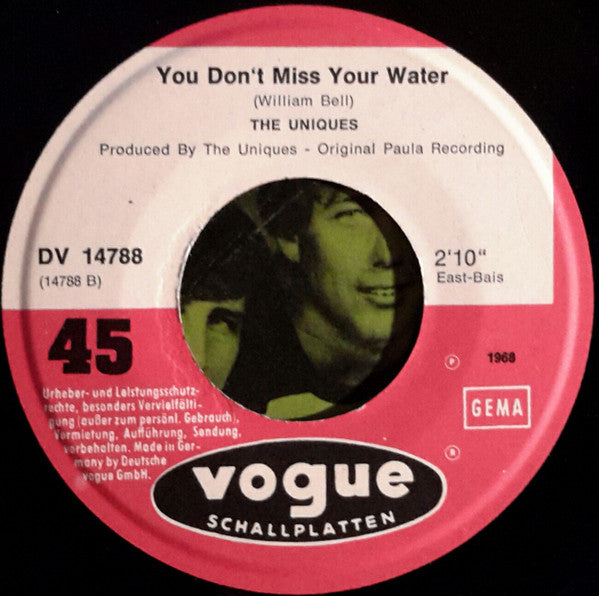 You Don't Miss Your Water
(William Bell)
THE UNIQUES
Produced By The Uniques - Original Paula Recording
DV 14788
(14788 B)
2'10"
East-Bais
45
℗ 1968
GEMA
Urheber- und Leistungsschutz-
rechte, besonders Vervielfälti-
gung (außer zum persönl. Gebrauch),
Vermietung, Aufführung, Sendung,
vorbehalten. Made in Ger-
many by Deutsche
vogue GmbH.
®
vogue
SCHALLPLATTEN